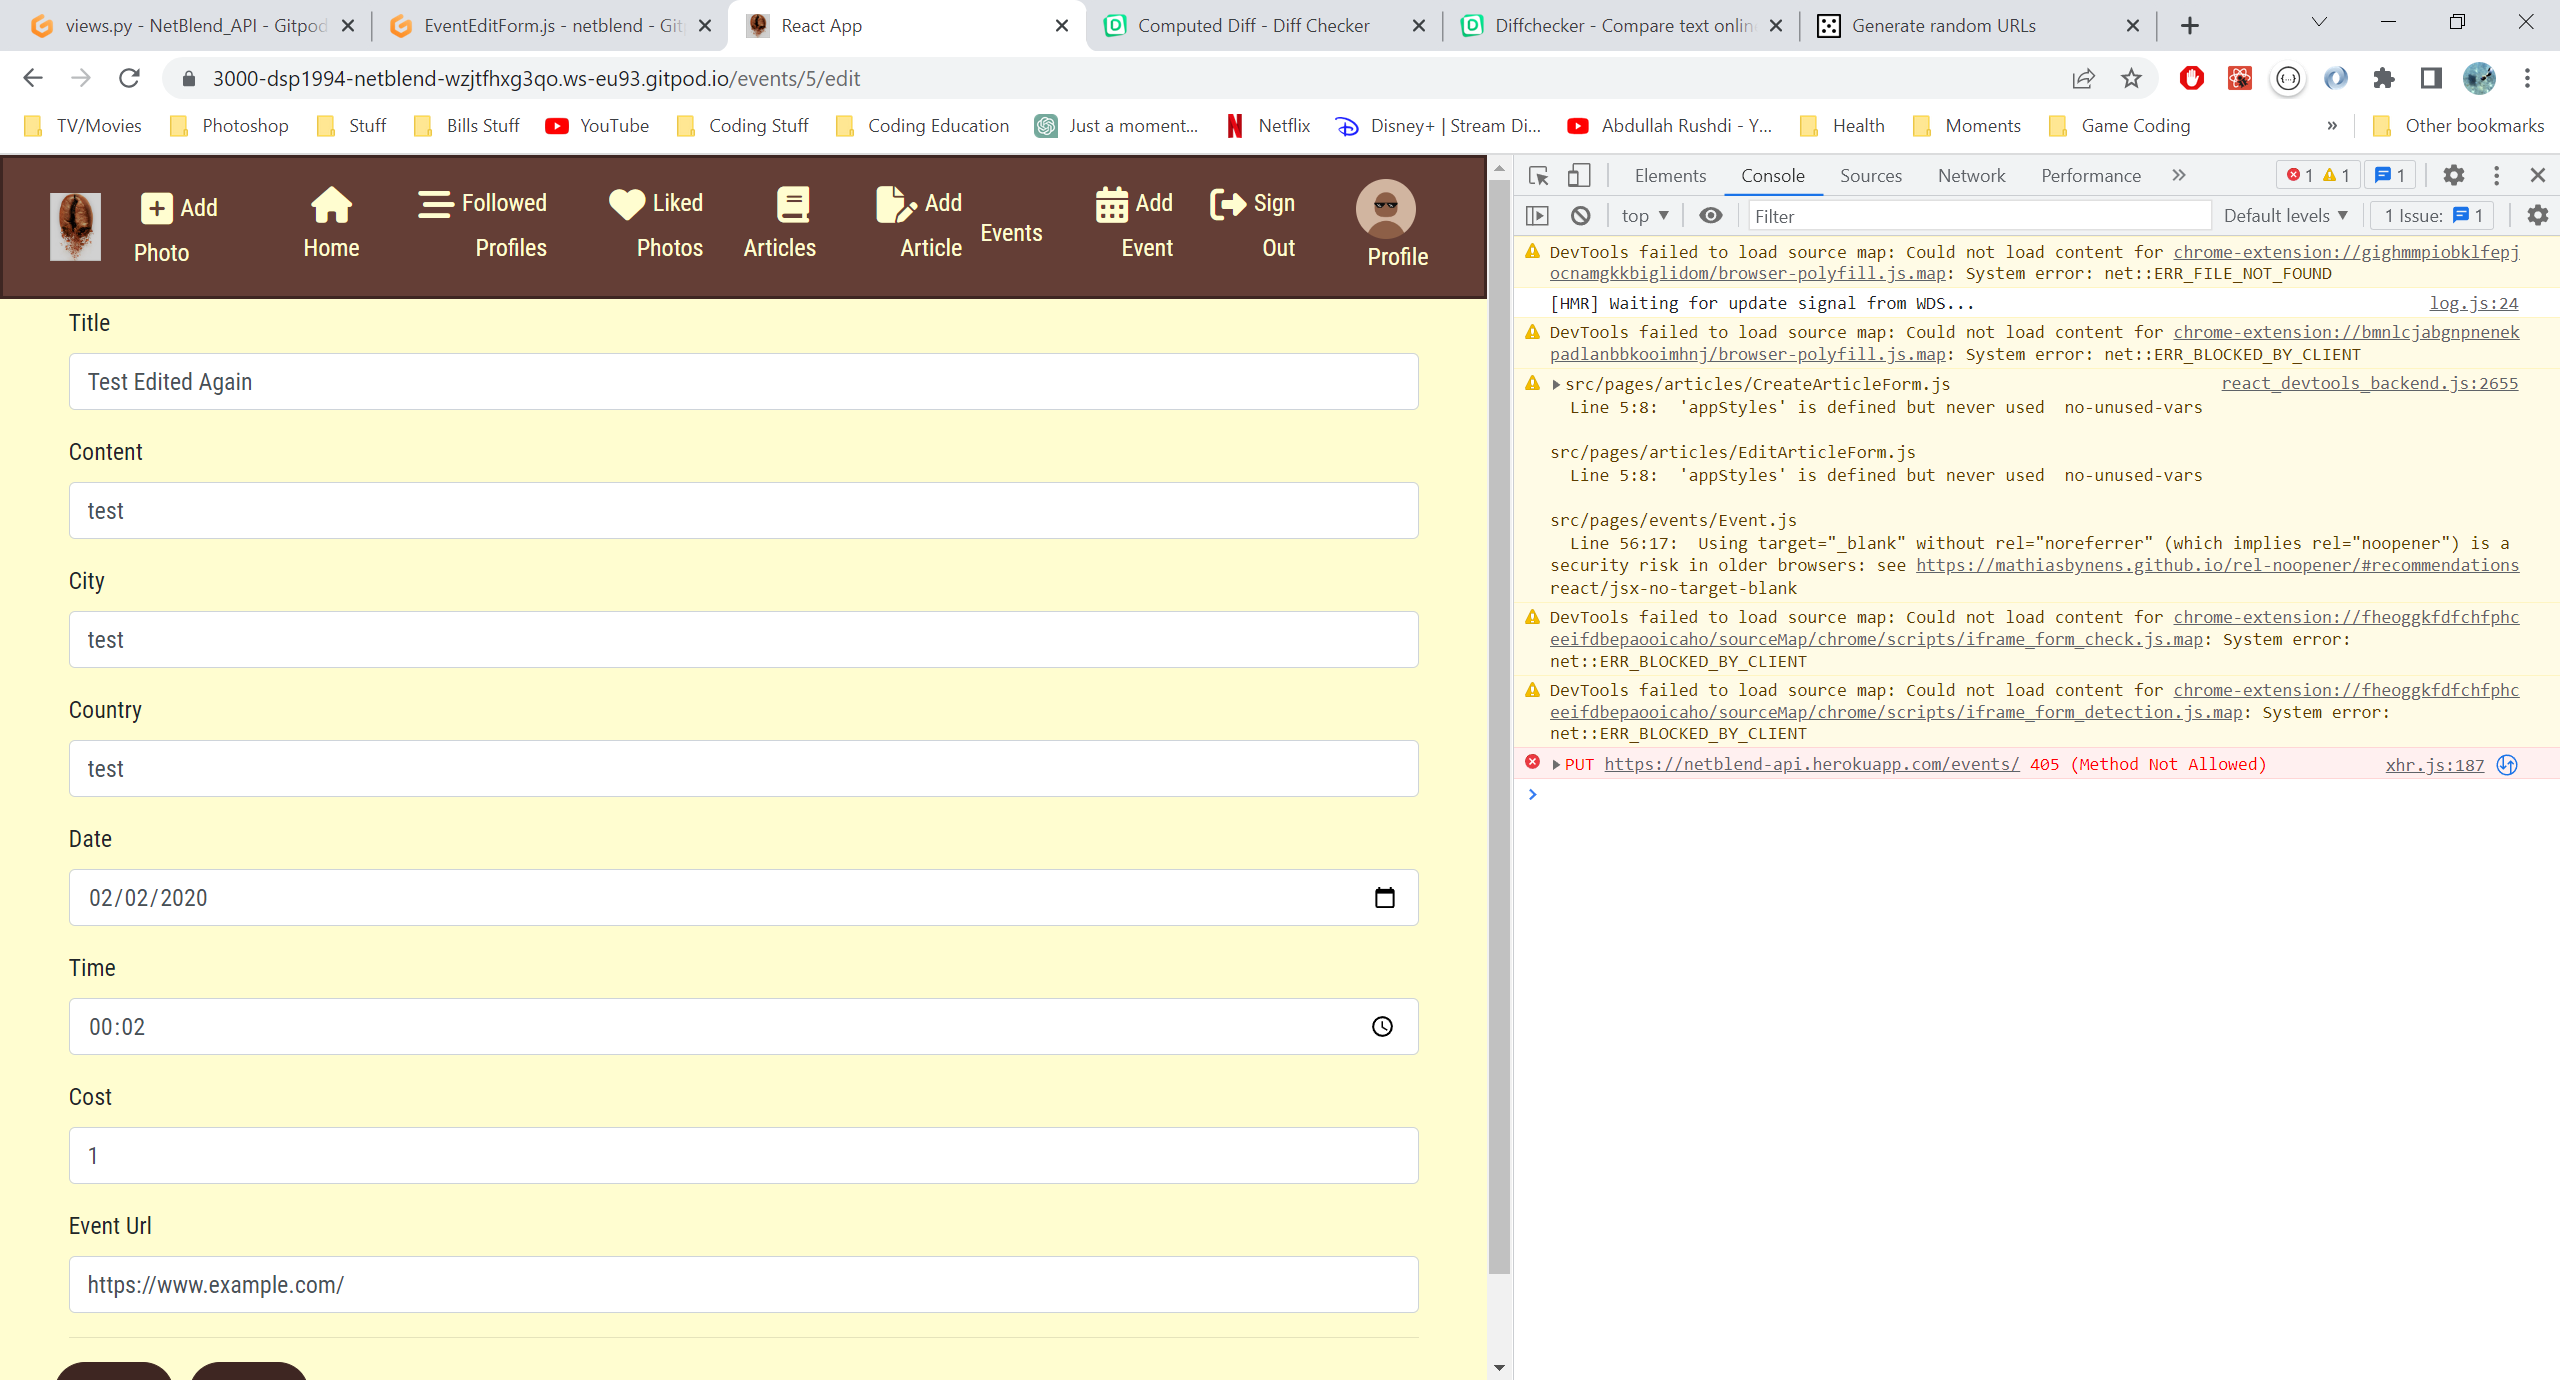 views.py - NetBlend_API - Gitpod
EventEditForm.js - netblend - Git
React App
Computed Diff - Diff Checker
Diffchecker - Compare text onlin
Generate random URLs
3000-dsp1994-netblend-wzjtfhxg3qo.ws-eu93.gitpod.io/events/5/edit
TV/Movies
Photoshop
Stuff
Bills Stuff
YouTube
Coding Stuff
Coding Education
Just a moment...
Netflix
Disney+ | Stream Di...
Abdullah Rushdi - Y...
Health
Moments
Game Coding
»
Other bookmarks
Add Photo
Home
Followed Profiles
Liked Photos
Articles
Add Article
Events
Add Event
Sign Out
Profile
Title
Test Edited Again
Content
test
City
test
Country
test
Date
02/02/2020
Time
00:02
Cost
1
Event Url
https://www.example.com/
Elements
Console
Sources
Network
Performance
»
1
1
1
top
Filter
Default levels
1 Issue: 1
DevTools failed to load source map: Could not load content for chrome-extension://gighmmpiobklfepj
ocnamgkkbiglidom/browser-polyfill.js.map: System error: net::ERR_FILE_NOT_FOUND
[HMR] Waiting for update signal from WDS... log.js:24
DevTools failed to load source map: Could not load content for chrome-extension://bmnlcjabgnpnenek
padlanbbkooimhnj/browser-polyfill.js.map: System error: net::ERR_BLOCKED_BY_CLIENT
src/pages/articles/CreateArticleForm.js react_devtools_backend.js:2655
Line 5:8: 'appStyles' is defined but never used no-unused-vars
src/pages/articles/EditArticleForm.js
Line 5:8: 'appStyles' is defined but never used no-unused-vars
src/pages/events/Event.js
Line 56:17: Using target="_blank" without rel="noreferrer" (which implies rel="noopener") is a
security risk in older browsers: see https://mathiasbynens.github.io/rel-noopener/#recommendations
react/jsx-no-target-blank
DevTools failed to load source map: Could not load content for chrome-extension://fheoggkfdfchfphc
eeifdbepaooicaho/sourceMap/chrome/scripts/iframe_form_check.js.map: System error:
net::ERR_BLOCKED_BY_CLIENT
DevTools failed to load source map: Could not load content for chrome-extension://fheoggkfdfchfphc
eeifdbepaooicaho/sourceMap/chrome/scripts/iframe_form_detection.js.map: System error:
net::ERR_BLOCKED_BY_CLIENT
PUT https://netblend-api.herokuapp.com/events/ 405 (Method Not Allowed) xhr.js:187